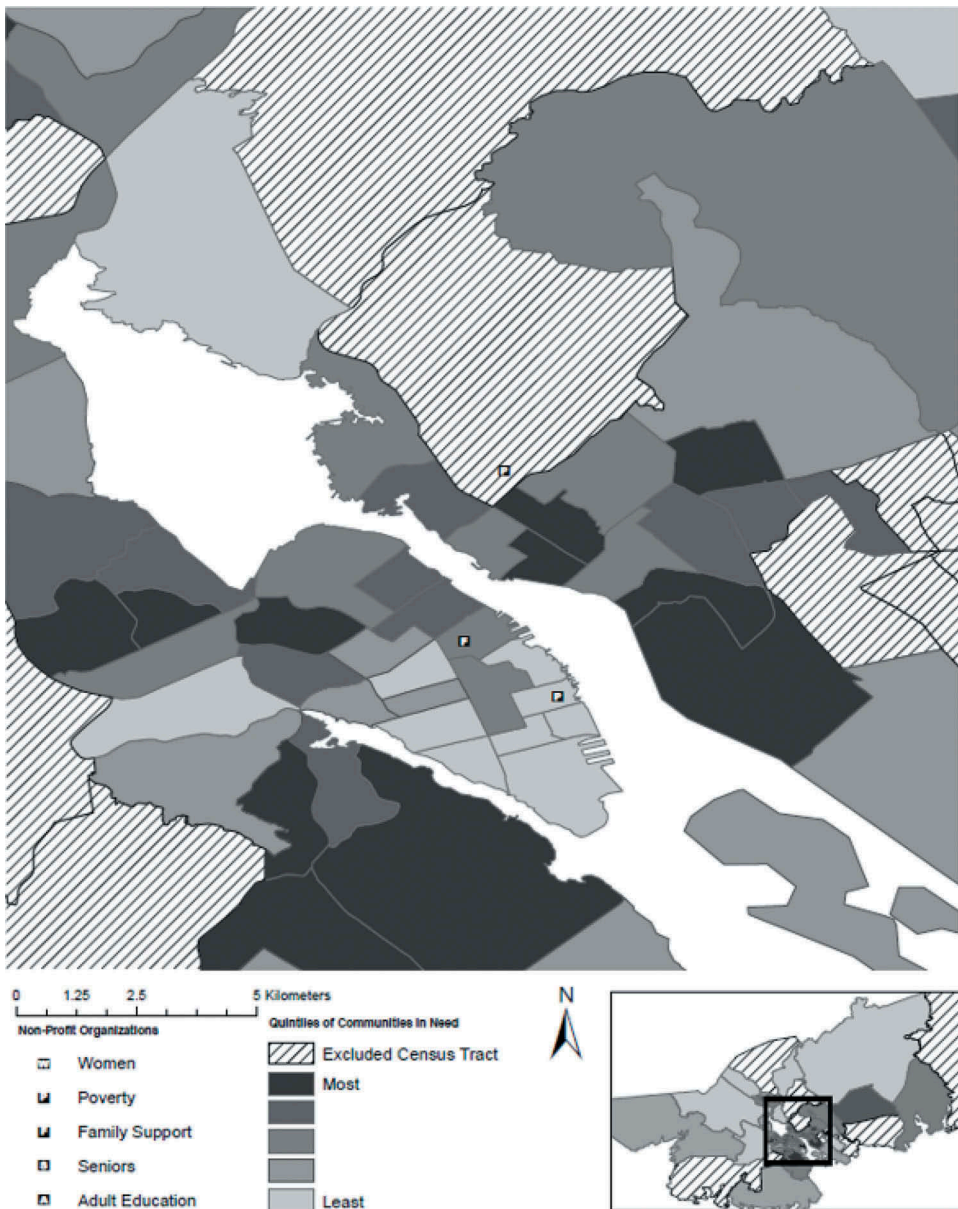 0 1.25 2.5 5 Kilometers
N
Non-Profit Organizations
Quintiles of Communities in Need
Women
Poverty
Family Support
Seniors
Adult Education
Excluded Census Tract
Most
Least